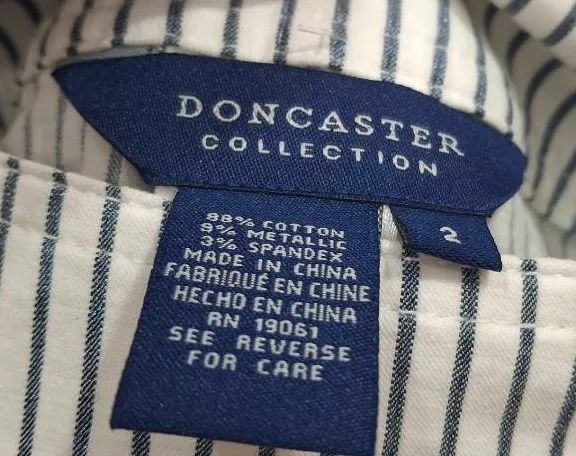 DONCASTER
COLLECTION
2
88% COTTON
9% METALLIC
3% SPANDEX
MADE IN CHINA
FABRIQUÉ EN CHINE
HECHO EN CHINA
RN 19061
SEE REVERSE
FOR CARE